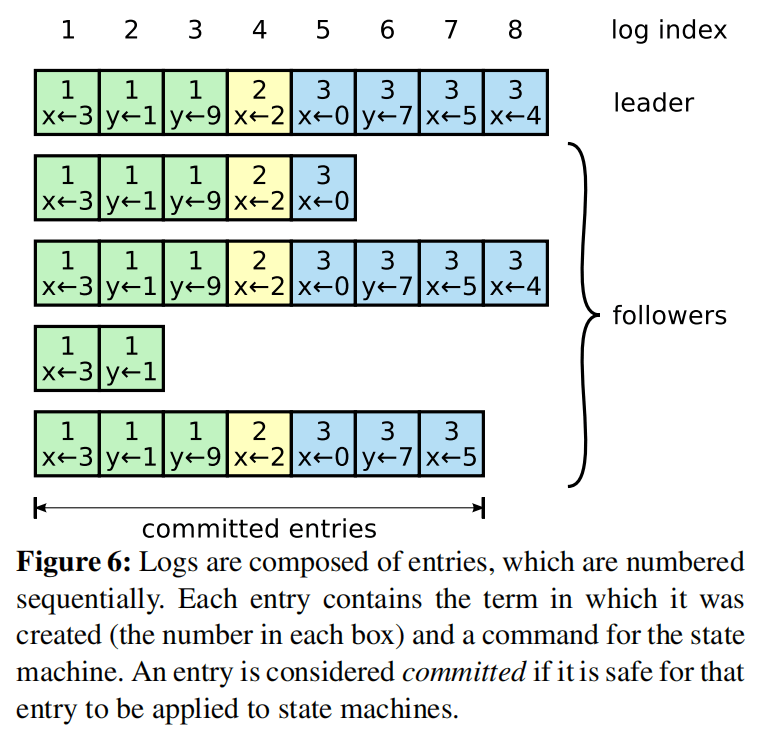 1 2 3 4 5 6 7 8 log index
1 1 1 2 3 3 3 3
x←3 y←1 y←9 x←2 x←0 y←7 x←5 x←4
leader
1 1 1 2 3
x←3 y←1 y←9 x←2 x←0
1 1 1 2 3 3 3 3
x←3 y←1 y←9 x←2 x←0 y←7 x←5 x←4
followers
1 1
x←3 y←1
1 1 1 2 3 3 3
x←3 y←1 y←9 x←2 x←0 y←7 x←5
committed entries
Figure 6: Logs are composed of entries, which are numbered
sequentially. Each entry contains the term in which it was
created (the number in each box) and a command for the state
machine. An entry is considered committed if it is safe for that
entry to be applied to state machines.